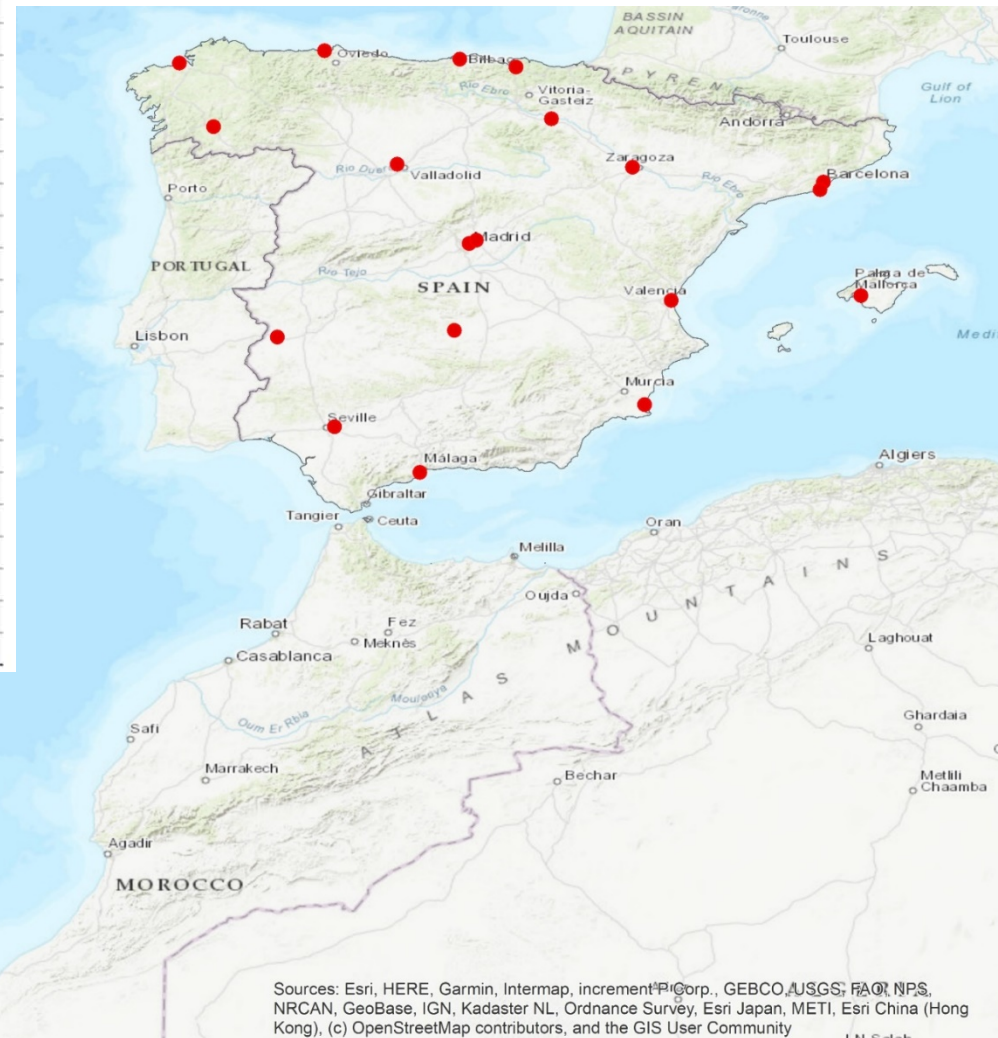 BASSIN
AQUITAIN
Toulouse
Oviedo
Gulf of
Lion
PYRENE
Rio Ebro
Vitoria-
Gasteiz
Andorra
Zaragoza
Barcelona
Valladolid
Rio Ebro
Porto
Madrid
PORTUGAL
Rio Tejo
SPAIN
Valencia
Palma de
Mallorca
Lisbon
Medi
Murcia
Seville
Málaga
Algiers
Gibraltar
Tangier
Ceuta
Oran
Melilla
Oujda
ATLAS MOUNTAINS
Rabat
Fez
Meknès
Casablanca
Laghouat
Moulouya
Oum Er Rbia
Safi
Ghardaia
Marrakech
Bechar
Metlili
Chaamba
Agadir
MOROCCO
Sources: Esri, HERE, Garmin, Intermap, increment P Corp., GEBCO, USGS, FAO, NPS,
NRCAN, GeoBase, IGN, Kadaster NL, Ordnance Survey, Esri Japan, METI, Esri China (Hong
Kong), (c) OpenStreetMap contributors, and the GIS User Community